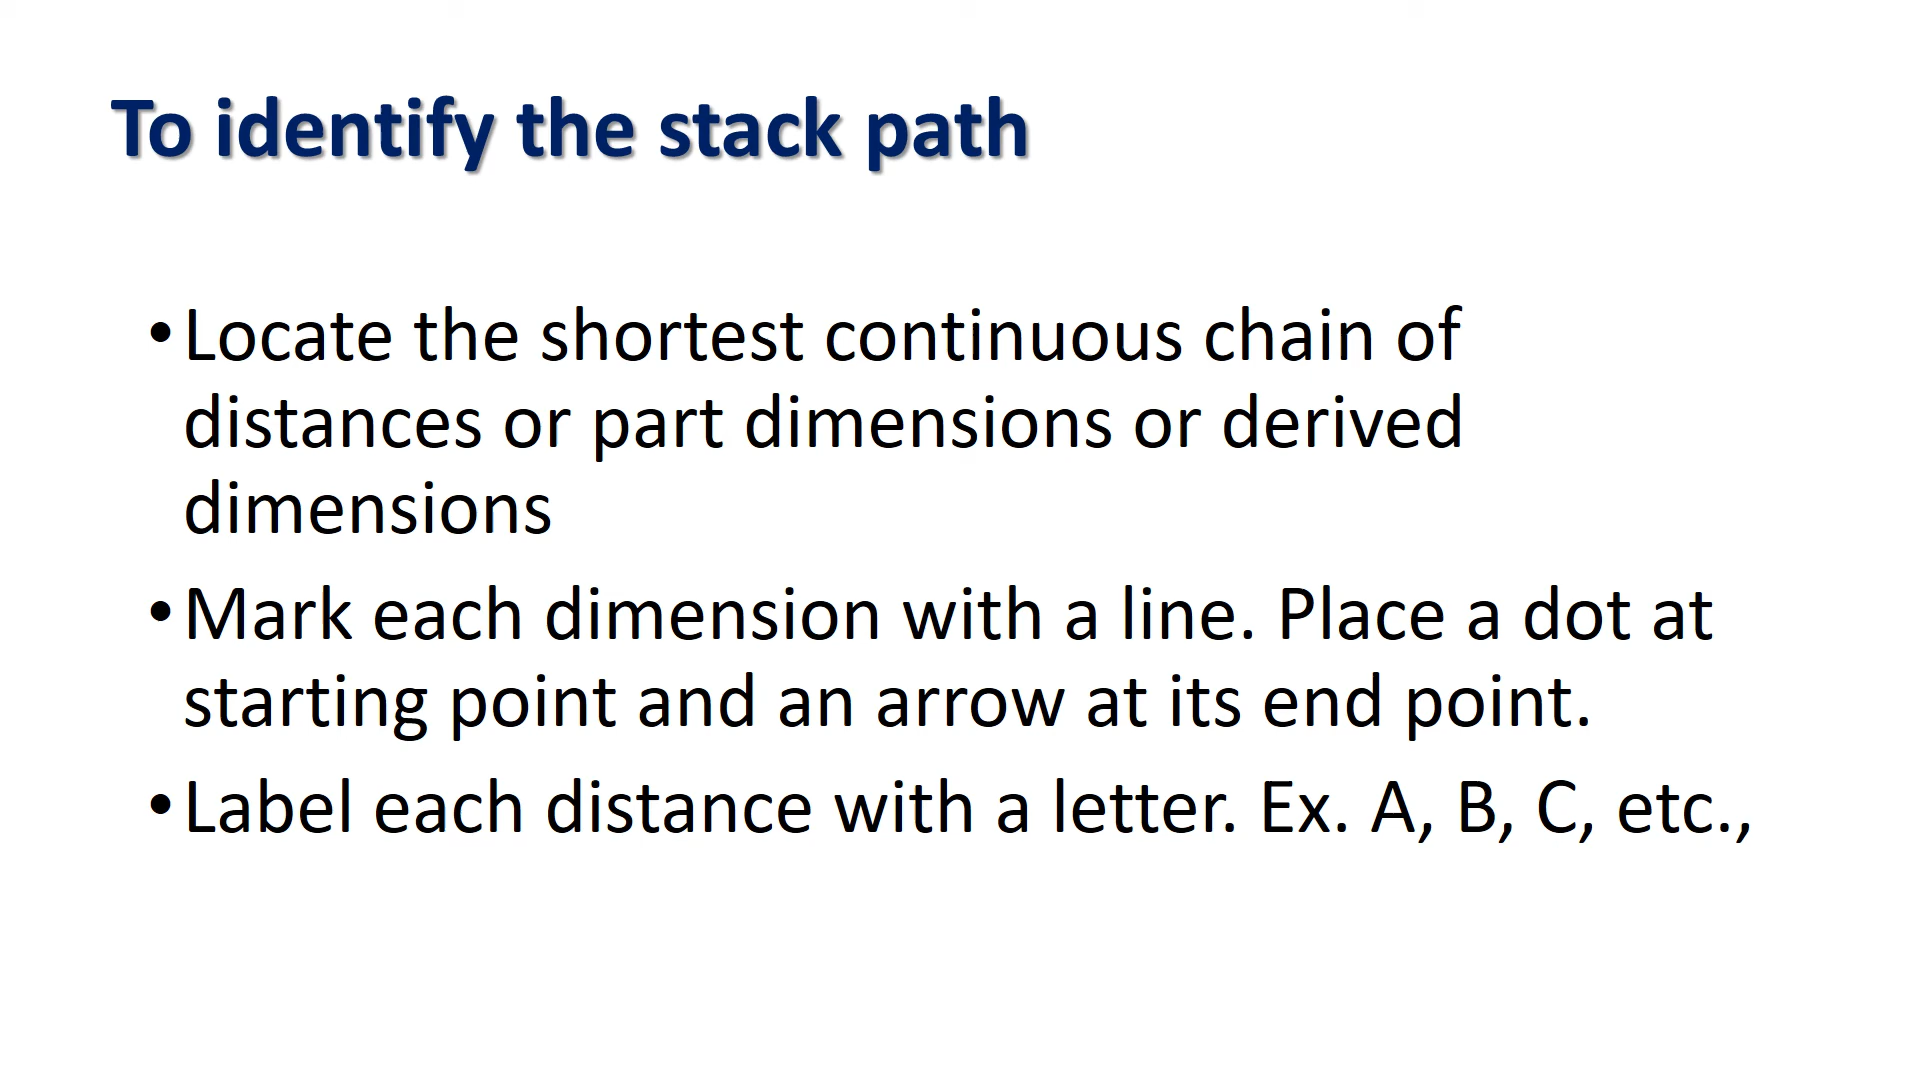 To identify the stack path
•Locate the shortest continuous chain of
distances or part dimensions or derived
dimensions
•Mark each dimension with a line. Place a dot at
starting point and an arrow at its end point.
•Label each distance with a letter. Ex. A, B, C, etc.,